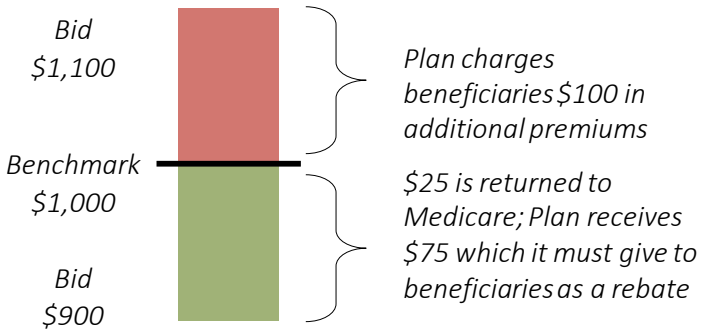 Bid
$1,100
Plan charges
beneficiaries $100 in
additional premiums
Benchmark
$1,000
$25 is returned to
Medicare; Plan receives
$75 which it must give to
beneficiaries as a rebate
Bid
$900